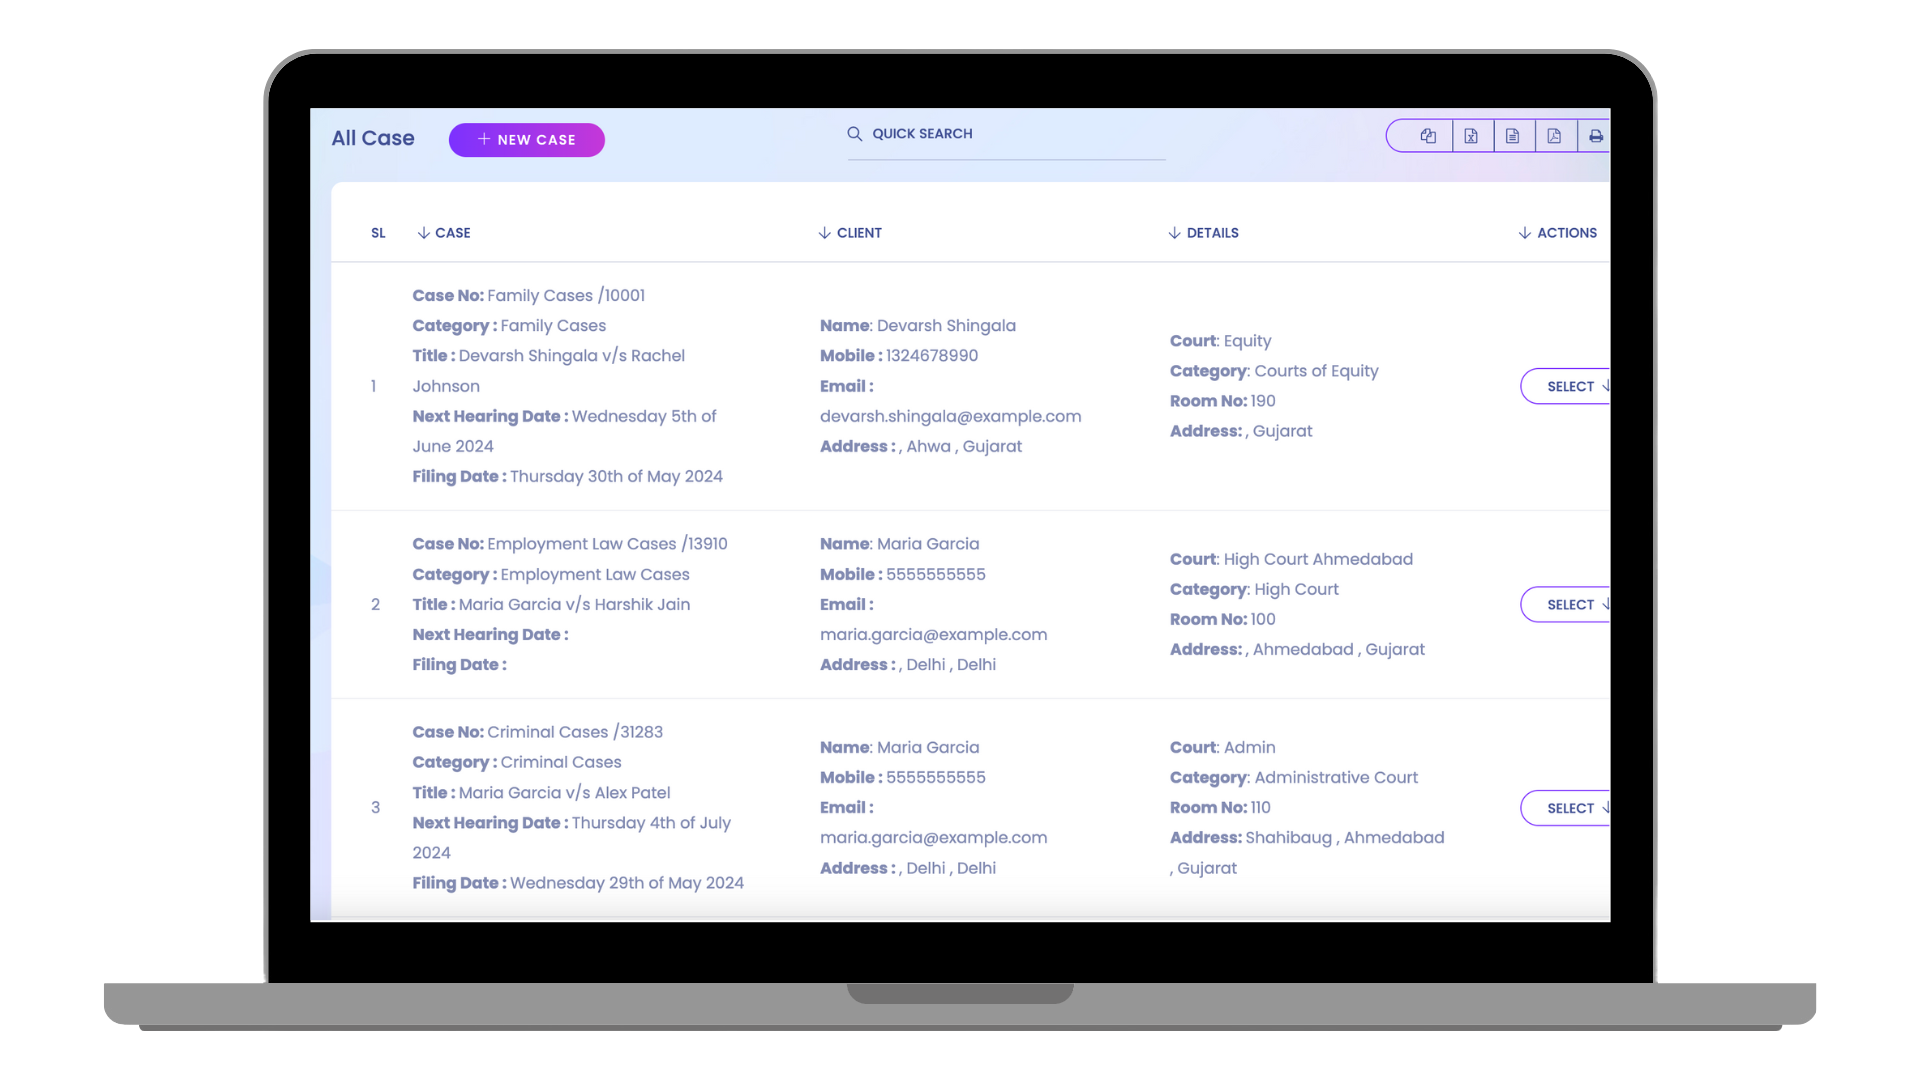 All Case
+ NEW CASE
QUICK SEARCH
SL
CASE
CLIENT
DETAILS
ACTIONS
1
Case No: Family Cases /10001
Category : Family Cases
Title : Devarsh Shingala v/s Rachel
Johnson
Next Hearing Date : Wednesday 5th of
June 2024
Filing Date : Thursday 30th of May 2024
Name: Devarsh Shingala
Mobile : 1324678990
Email :
devarsh.shingala@example.com
Address : , Ahwa , Gujarat
Court: Equity
Category: Courts of Equity
Room No: 190
Address: , Gujarat
SELECT
2
Case No: Employment Law Cases /13910
Category : Employment Law Cases
Title : Maria Garcia v/s Harshik Jain
Next Hearing Date :
Filing Date :
Name: Maria Garcia
Mobile : 5555555555
Email :
maria.garcia@example.com
Address : , Delhi , Delhi
Court: High Court Ahmedabad
Category: High Court
Room No: 100
Address: , Ahmedabad , Gujarat
SELECT
3
Case No: Criminal Cases /31283
Category : Criminal Cases
Title : Maria Garcia v/s Alex Patel
Next Hearing Date : Thursday 4th of July
2024
Filing Date : Wednesday 29th of May 2024
Name: Maria Garcia
Mobile : 5555555555
Email :
maria.garcia@example.com
Address : , Delhi , Delhi
Court: Admin
Category: Administrative Court
Room No: 110
Address: Shahibaug , Ahmedabad
, Gujarat
SELECT